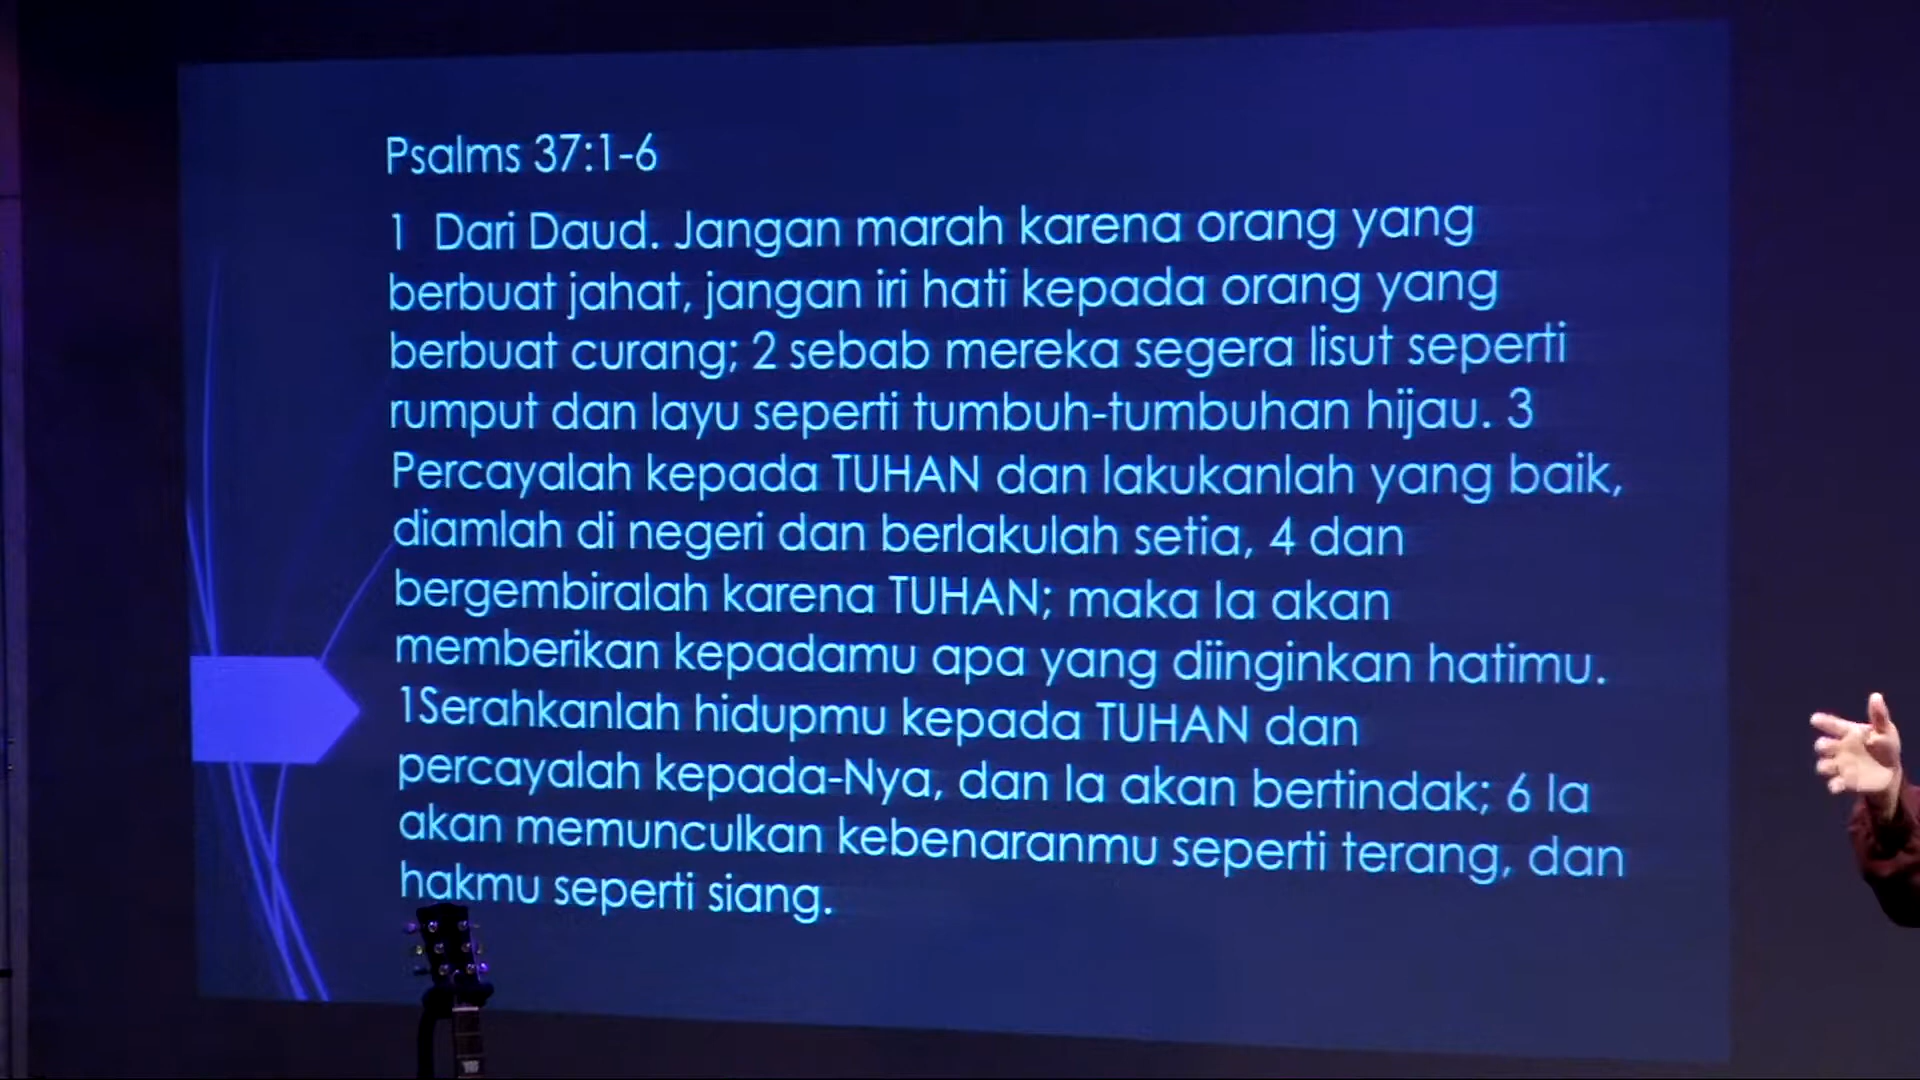 Psalms 37:1-6
1 Dari Daud. Jangan marah karena orang yang
berbuat jahat, jangan iri hati kepada orang yang
berbuat curang; 2 sebab mereka segera lisut seperti
rumput dan layu seperti tumbuh-tumbuhan hijau. 3
Percayalah kepada TUHAN dan lakukanlah yang baik,
diamlah di negeri dan berlakulah setia, 4 dan
bergembiralah karena TUHAN; maka Ia akan
memberikan kepadamu apa yang diinginkan hatimu.
1Serahkanlah hidupmu kepada TUHAN dan
percayalah kepada-Nya, dan Ia akan bertindak; 6 Ia
akan memunculkan kebenaranmu seperti terang, dan
hakmu seperti siang.